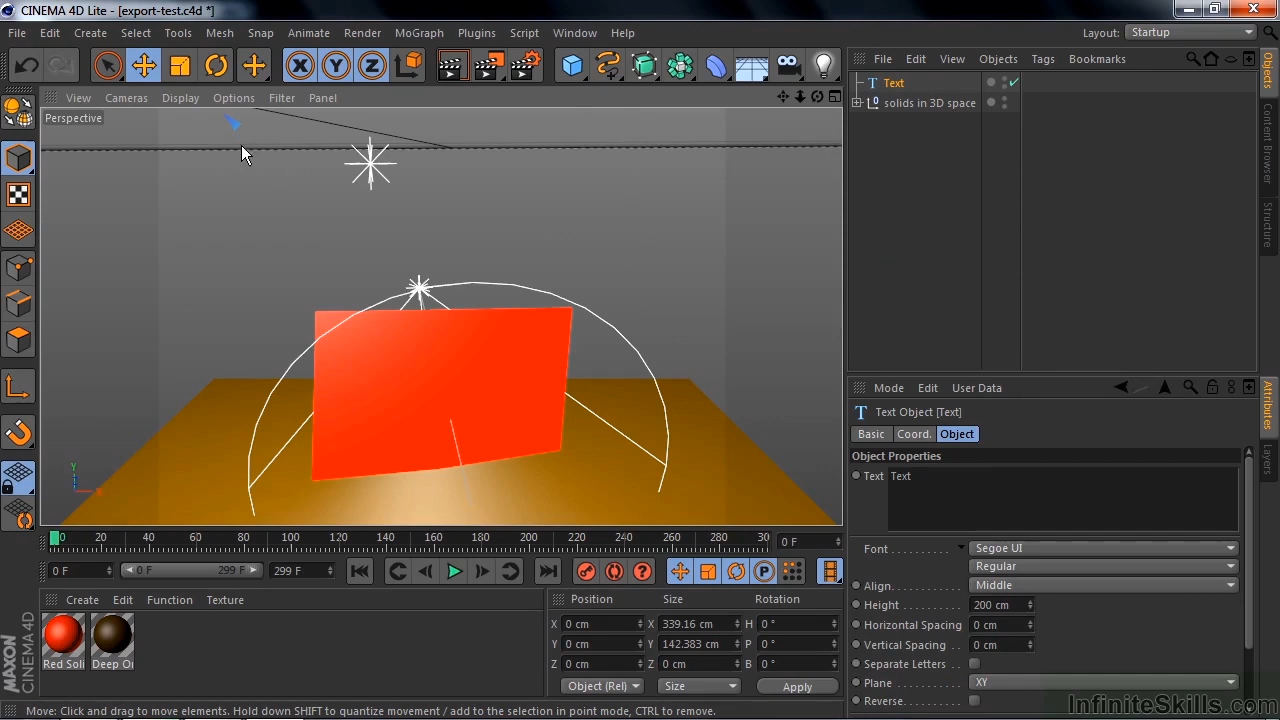 CINEMA 4D Lite - [export-test.c4d *]
File Edit Create Select Tools Mesh Snap Animate Render MoGraph Plugins Script Window Help Layout: Startup
View Cameras Display Options Filter Panel
Perspective
Y
X
File Edit View Objects Tags Bookmarks
Text
solids in 3D space
Objects
Content Browser
Structure
Mode Edit User Data
Text Object [Text]
Basic Coord. Object
Object Properties
Text Text
Font Segoe UI
Regular
Align Middle
Height 200 cm
Horizontal Spacing 0 cm
Vertical Spacing 0 cm
Separate Letters
Plane XY
Reverse
Attributes
Layers
0 20 40 60 80 100 120 140 160 180 200 220 240 260 280 30 0 F
0 F 0 F 299 F 299 F
Create Edit Function Texture
Red Soli Deep Or
Position Size Rotation
X 0 cm X 339.16 cm H 0 °
Y 0 cm Y 142.383 cm P 0 °
Z 0 cm Z 0 cm B 0 °
Object (Rel) Size Apply
MAXON
CINEMA 4D
Move: Click and drag to move elements. Hold down SHIFT to quantize movement / add to the selection in point mode, CTRL to remove.
InfiniteSkills.com